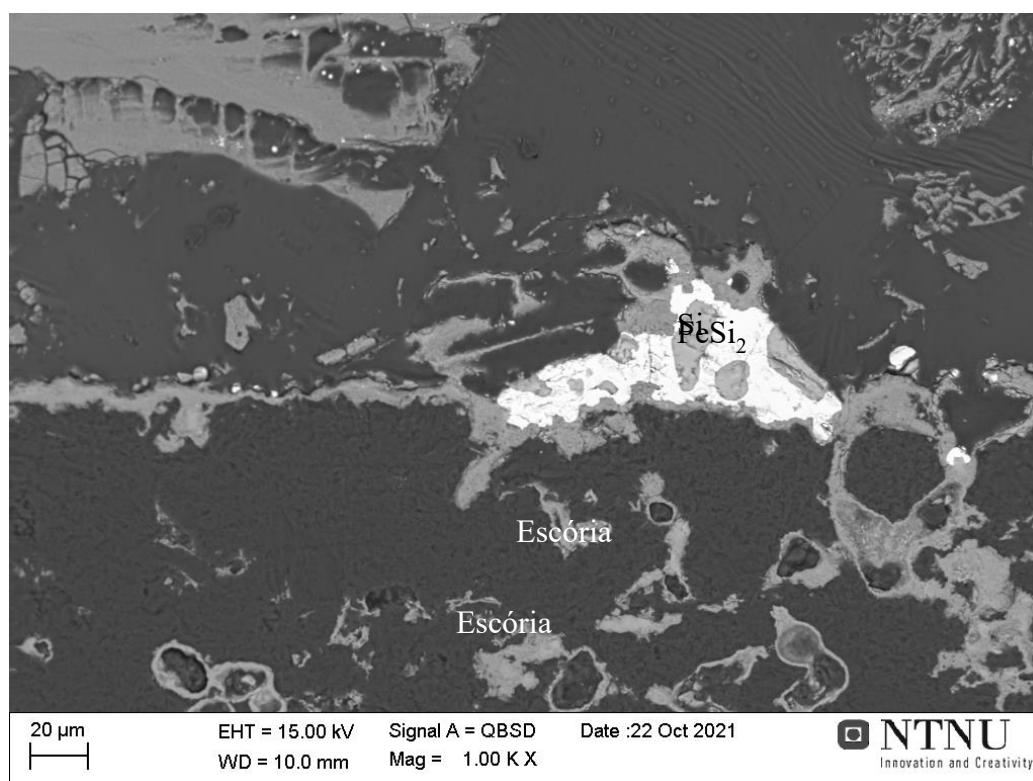 Si
FeSi₂
Escória
Escória
20 µm
EHT = 15.00 kV
Signal A = QBSD
Date :22 Oct 2021
WD = 10.0 mm
Mag = 1.00 K X
NTNU
Innovation and Creativity